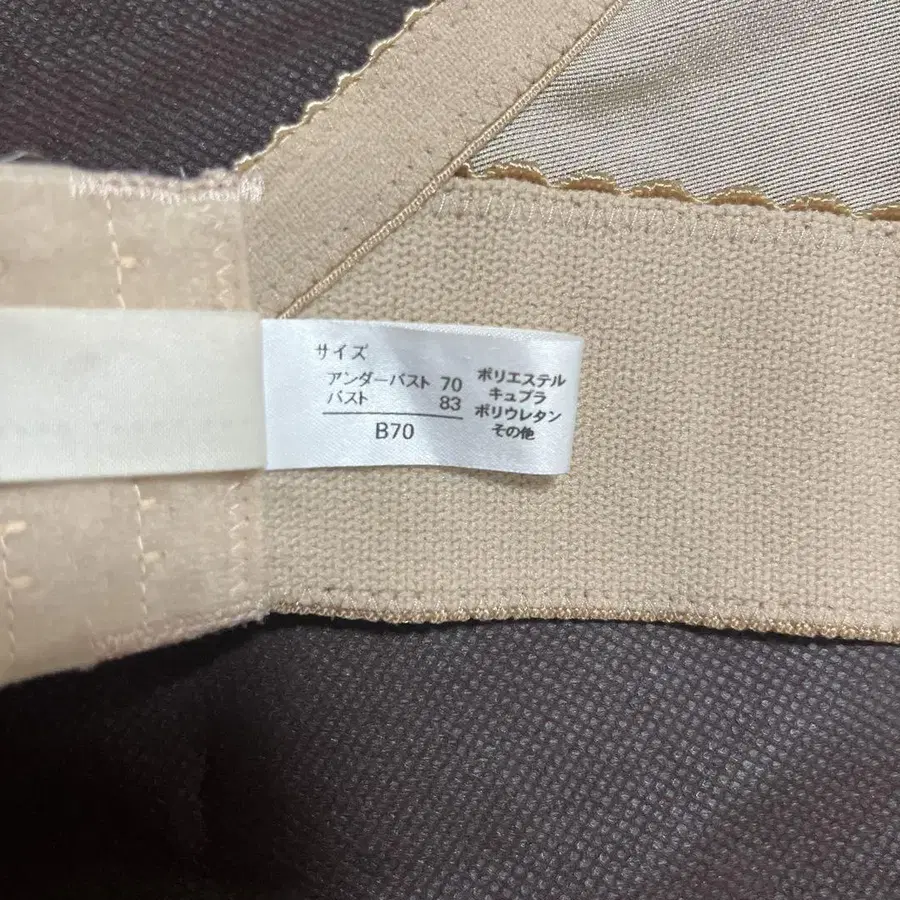 サイズ
アンダーバスト 70
バスト 83
B70
ポリエステル
キュプラ
ポリウレタン
その他